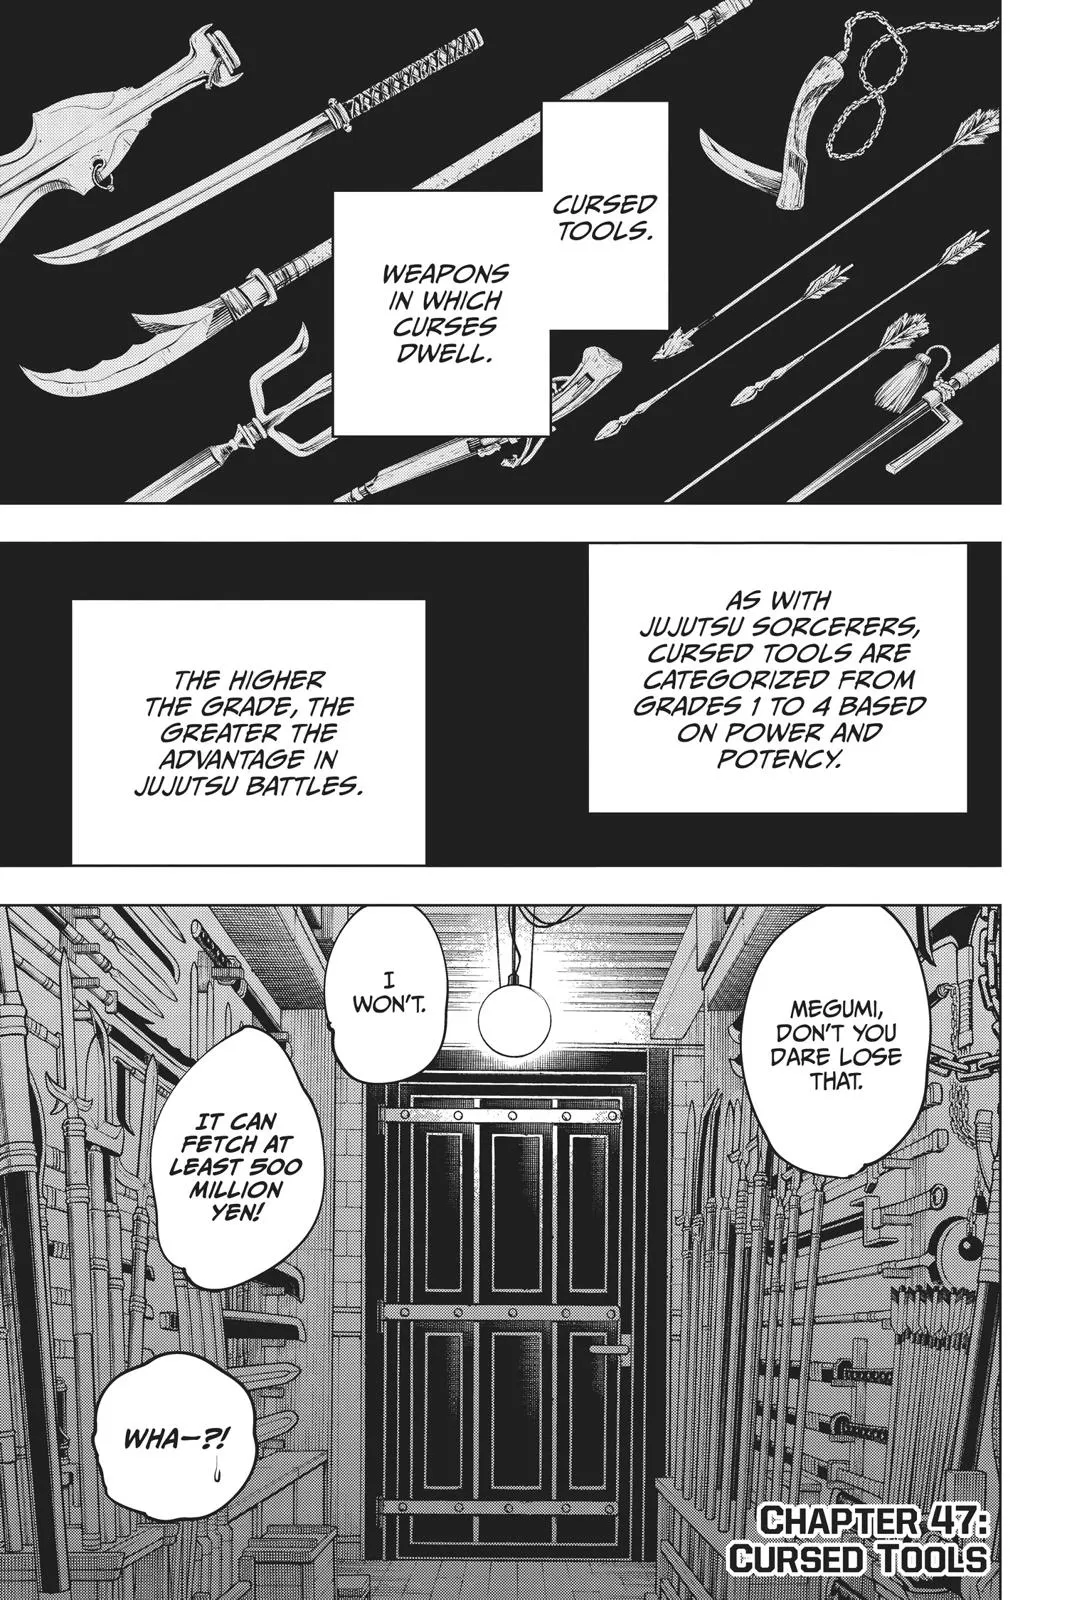 CURSED
TOOLS.
WEAPONS
IN WHICH
CURSES
DWELL.
AS WITH
JUJUTSU SORCERERS,
CURSED TOOLS ARE
CATEGORIZED FROM
GRADES 1 TO 4 BASED
ON POWER AND
POTENCY.
THE HIGHER
THE GRADE, THE
GREATER THE
ADVANTAGE IN
JUJUTSU BATTLES.
MEGUMI,
DON'T YOU
DARE LOSE
THAT.
I
WON'T.
IT CAN
FETCH AT
LEAST 500
MILLION
YEN!
WHA—?!
CHAPTER 47:
CURSED TOOLS